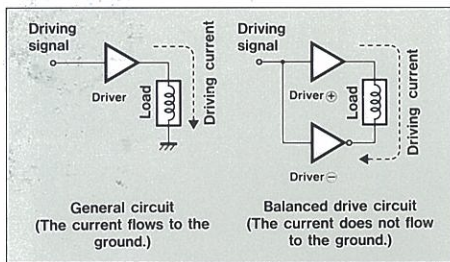 Driving
signal
Driver
Load
Driving current
General circuit
(The current flows to the
ground.)
Driving
signal
Driver ⊕
Load
Driving current
Driver ⊖
Balanced drive circuit
(The current does not flow
to the ground.)